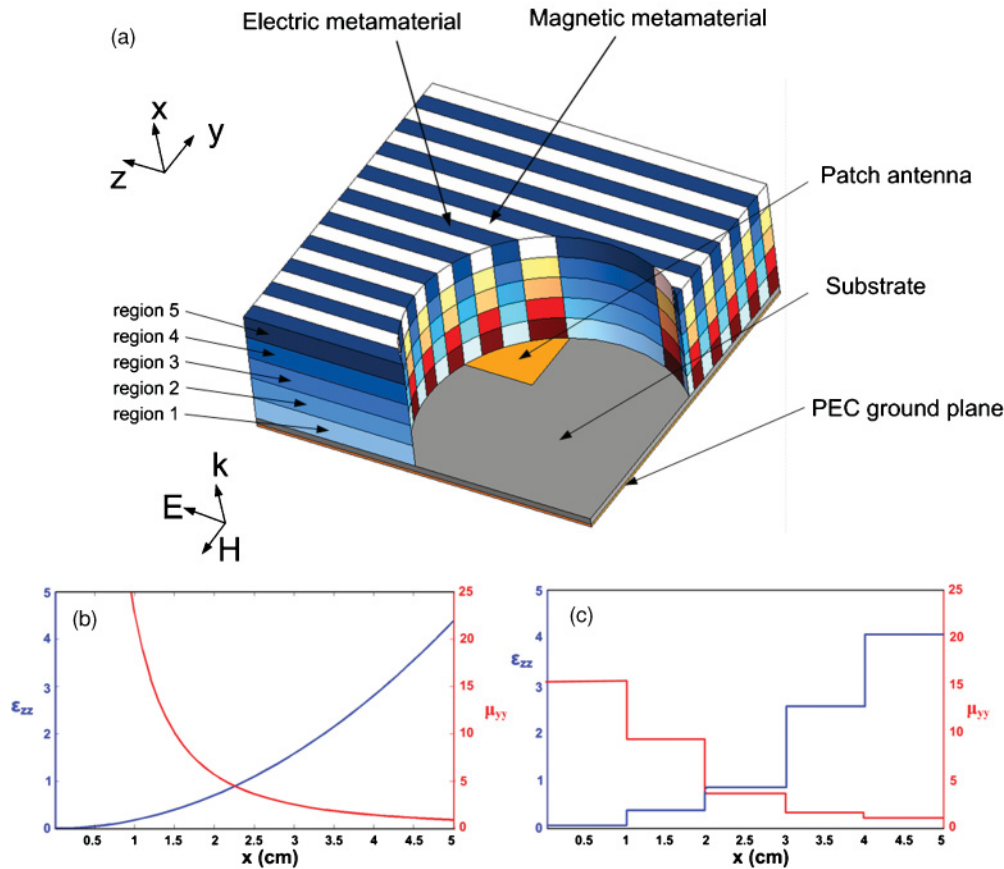 (a)
Electric metamaterial
Magnetic metamaterial
x
y
z
Patch antenna
Substrate
region 5
region 4
region 3
region 2
region 1
PEC ground plane
k
E
H
(b)
5
4
3
2
1
0
εzz
25
20
15
10
5
0
μyy
0.5 1 1.5 2 2.5 3 3.5 4 4.5 5
x (cm)
(c)
5
4
3
2
1
0
εzz
25
20
15
10
5
0
μyy
0.5 1 1.5 2 2.5 3 3.5 4 4.5 5
x (cm)